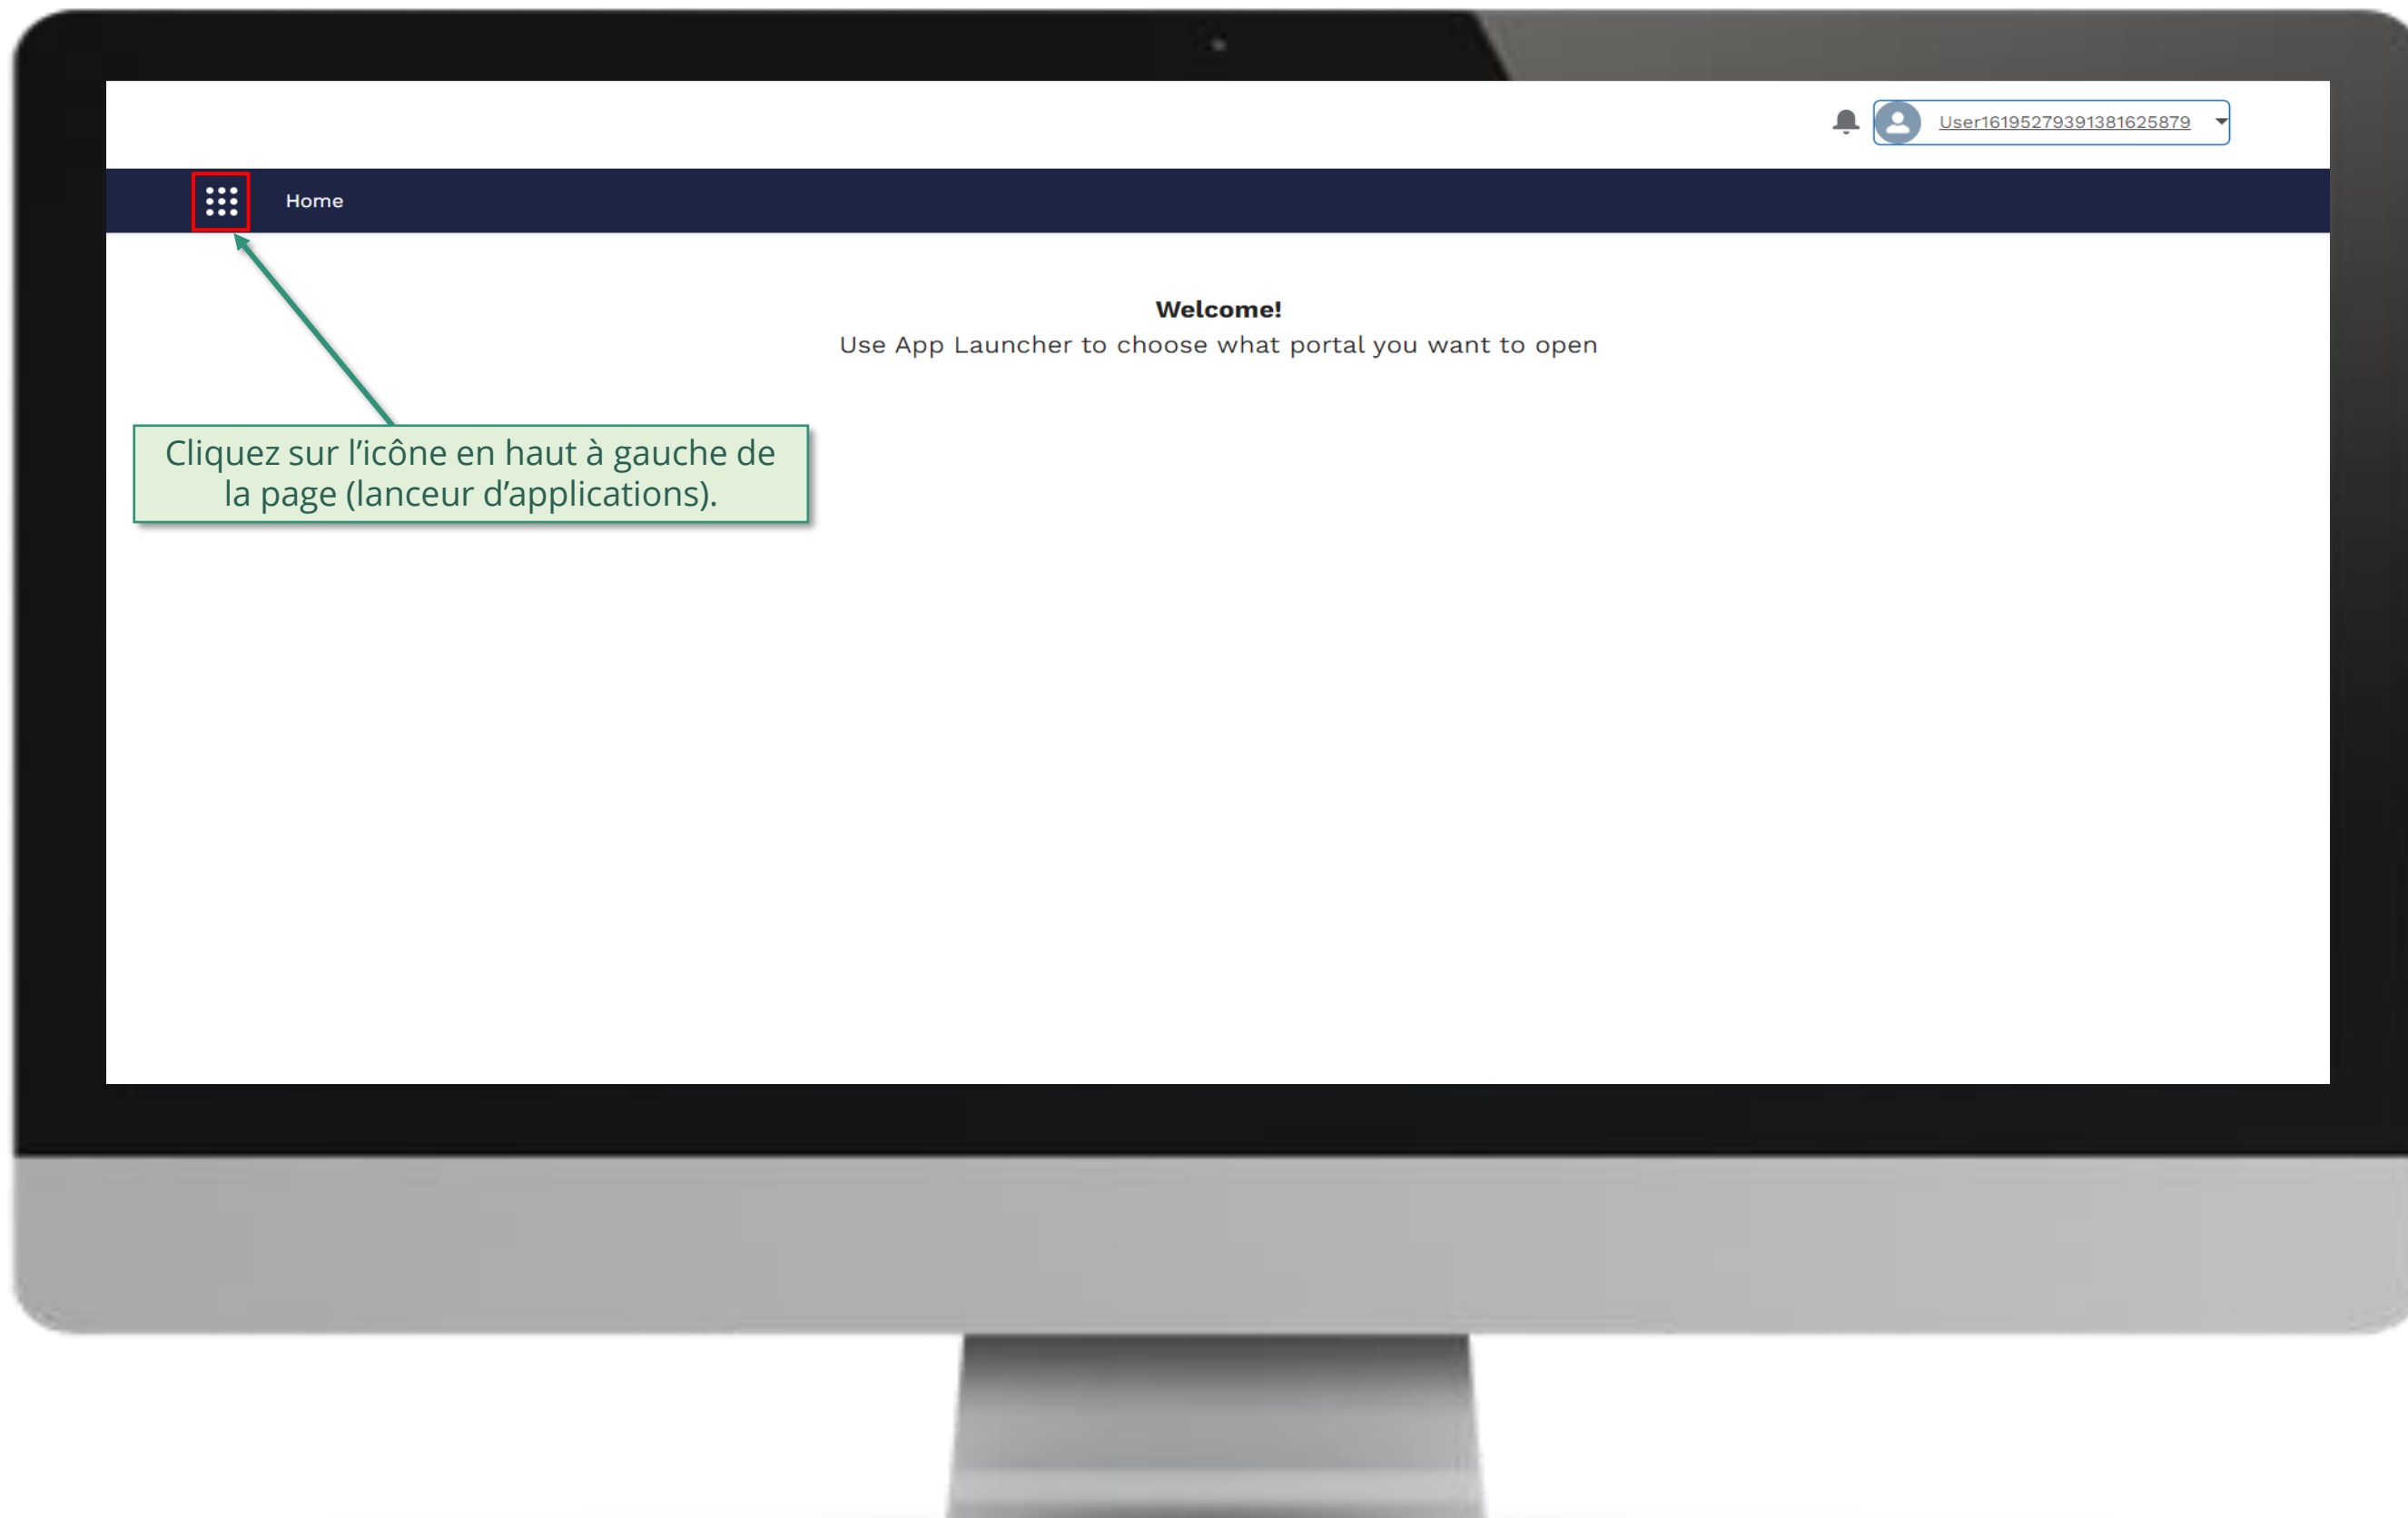 User16195279391381625879
Home
Welcome!
Use App Launcher to choose what portal you want to open
Cliquez sur l’icône en haut à gauche de
la page (lanceur d’applications).